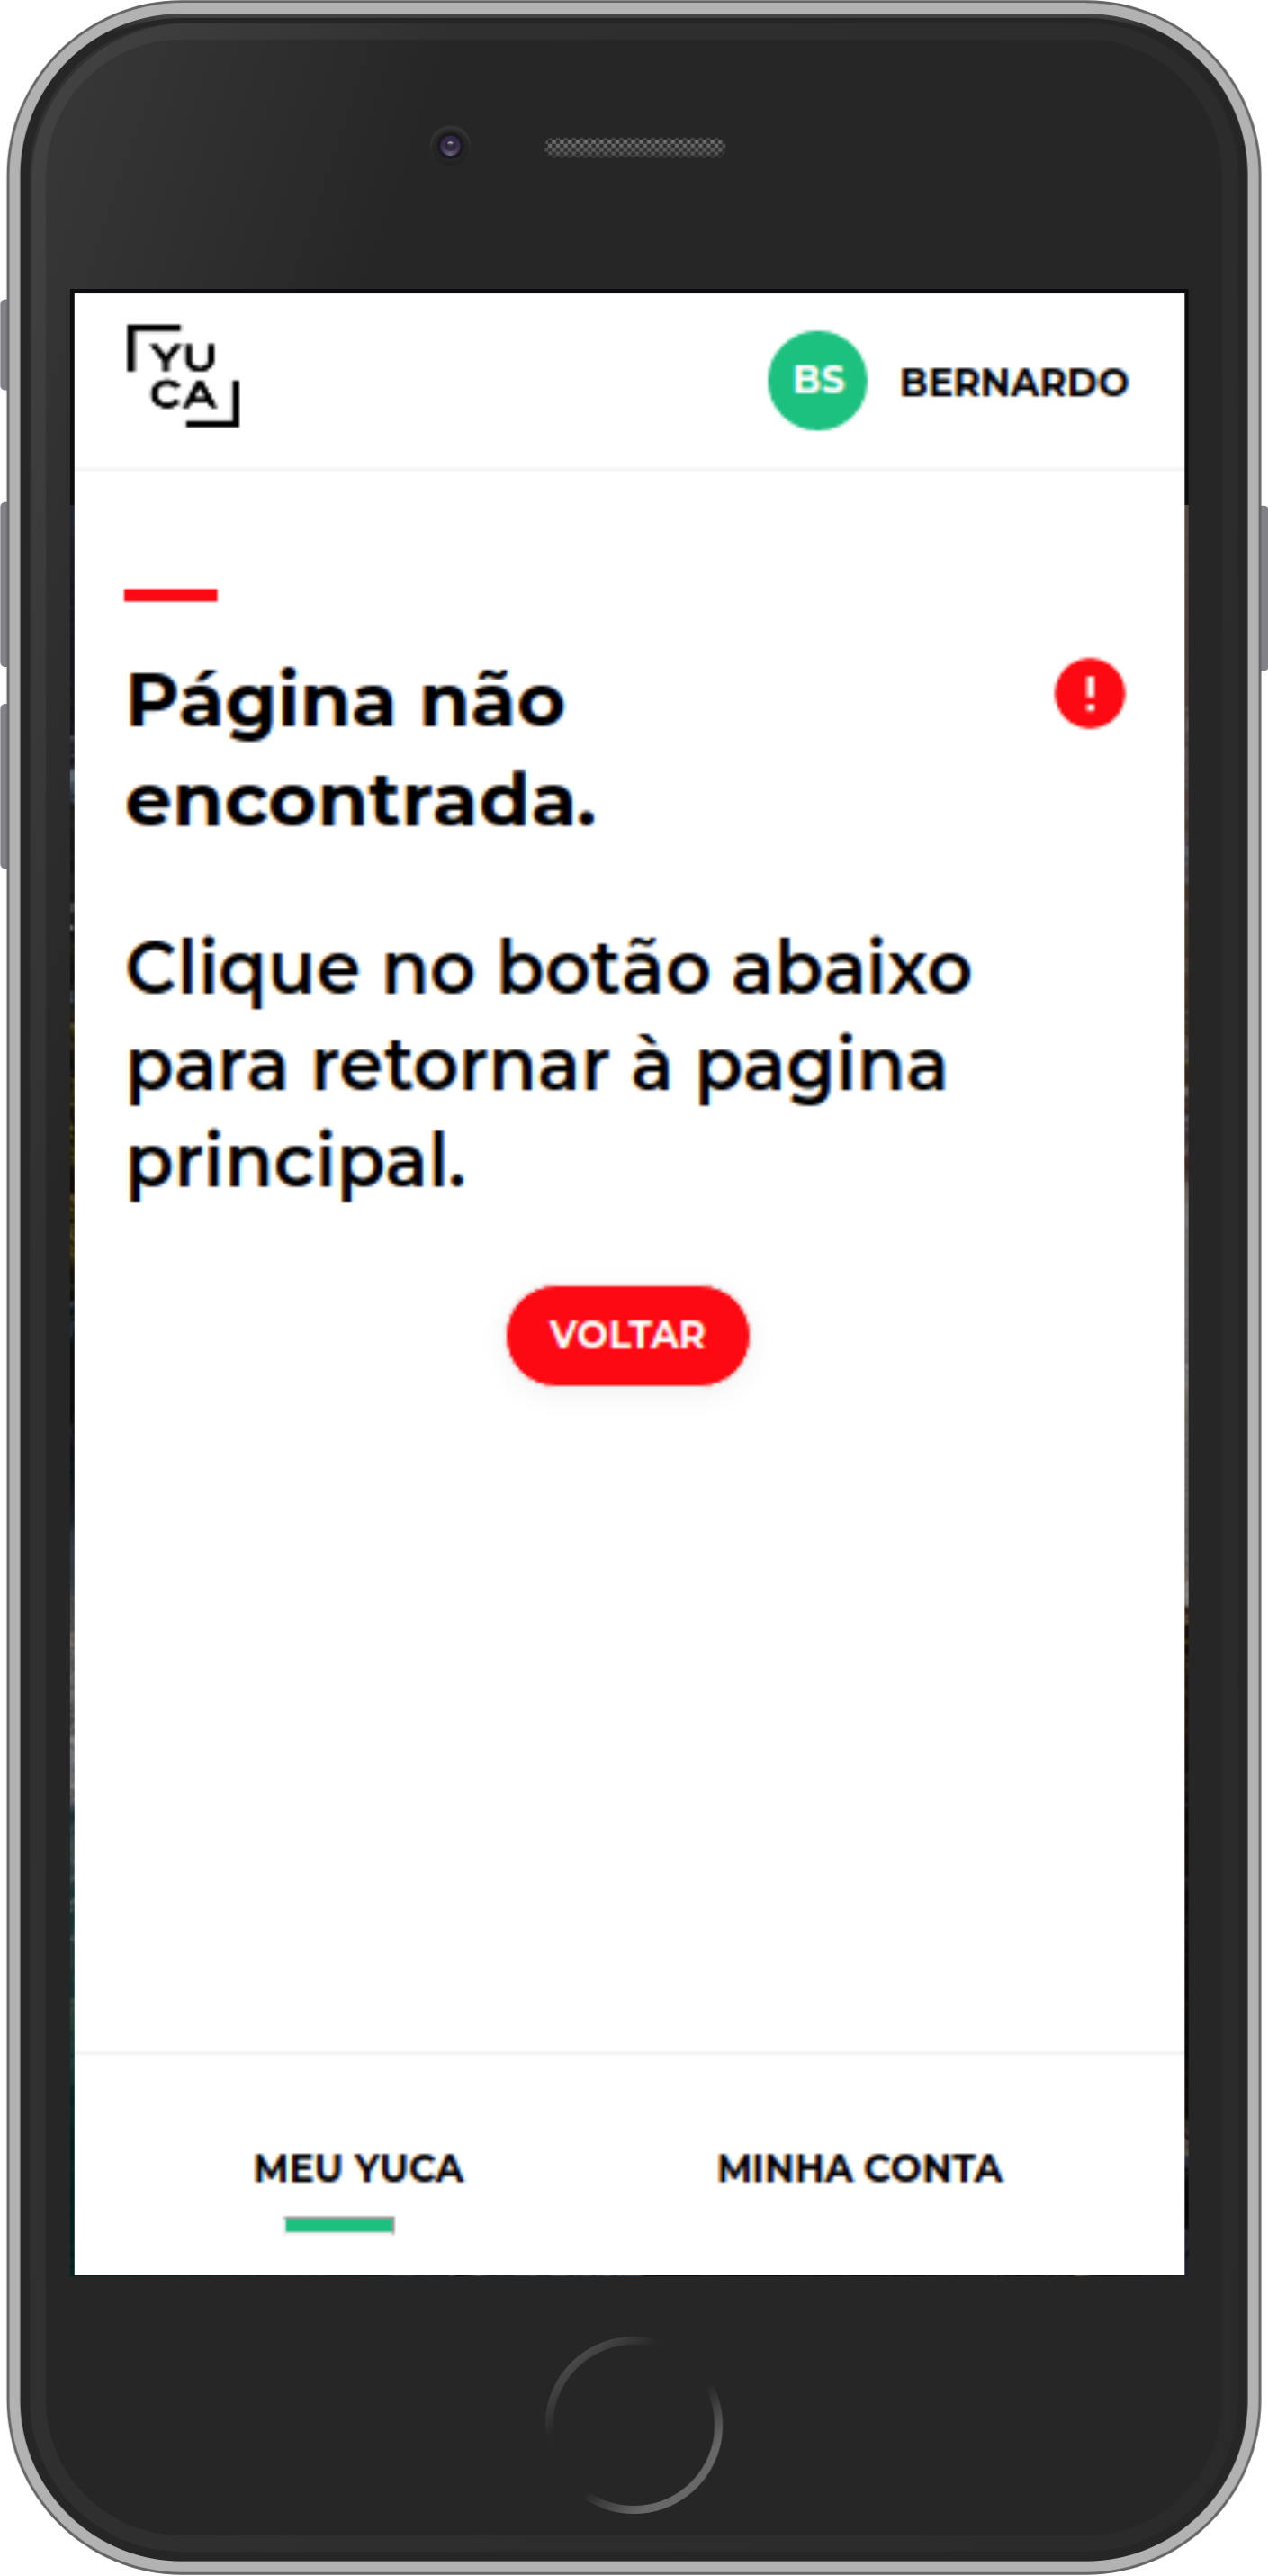 YU
CA
BS BERNARDO
Página não
encontrada.
!
Clique no botão abaixo
para retornar à pagina
principal.
VOLTAR
MEU YUCA MINHA CONTA